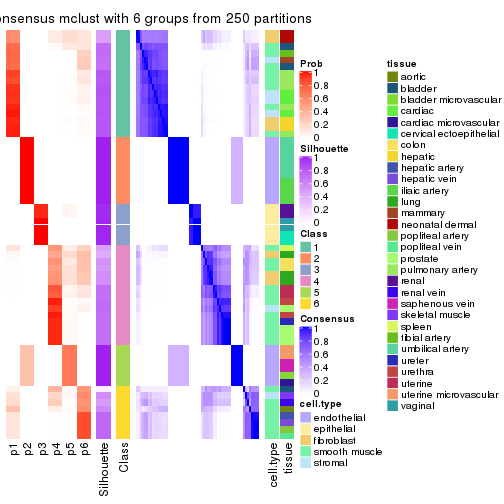 onsensus mclust with 6 groups from 250 partitions
p1
p2
p3
p4
p5
p6
Silhouette
Class
cell.type
tissue
Prob
1
0.8
0.6
0.4
0.2
0
Silhouette
1
0.8
0.6
0.4
0.2
0
Class
1
2
3
4
5
6
Consensus
1
0.8
0.6
0.4
0.2
0
cell.type
endothelial
epithelial
fibroblast
smooth muscle
stromal
tissue
aortic
bladder
bladder microvascular
cardiac
cardiac microvascular
cervical ectoepithelial
colon
hepatic
hepatic artery
hepatic vein
iliaic artery
lung
mammary
neonatal dermal
popliteal artery
popliteal vein
prostate
pulmonary artery
renal
renal vein
saphenous vein
skeletal muscle
spleen
tibial artery
umbilical artery
ureter
urethra
uterine
uterine microvascular
vaginal